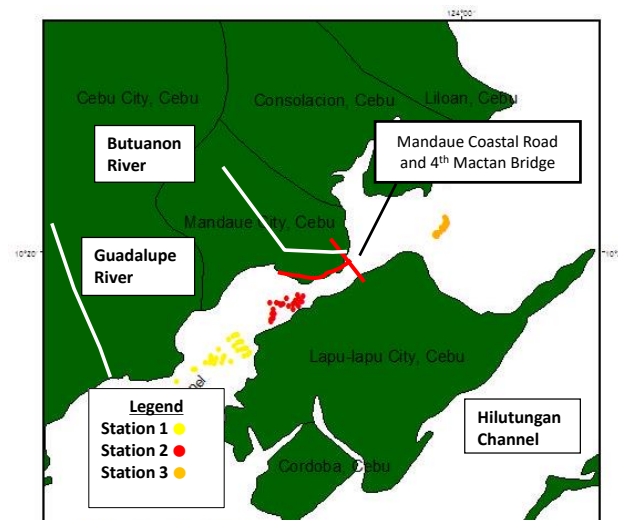 124°00'
Cebu City, Cebu
Consolacion, Cebu
Liloan, Cebu
Butuanon
River
Mandaue Coastal Road
and 4th Mactan Bridge
Mandaue City, Cebu
10°20'
Guadalupe
River
Lapu-lapu City, Cebu
Legend
Station 1
Station 2
Station 3
Hilutungan
Channel
Cordoba, Cebu